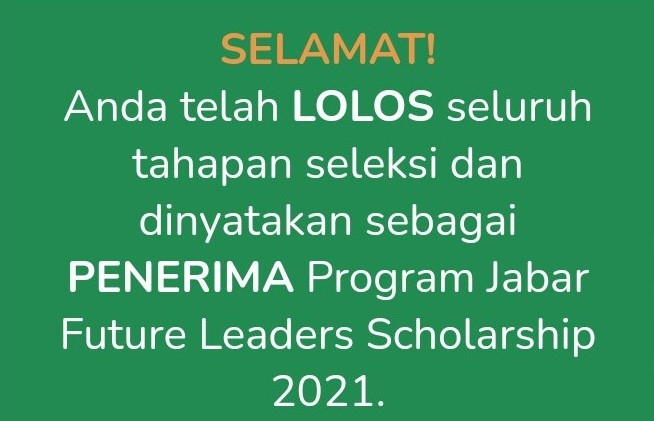 SELAMAT!
Anda telah LOLOS seluruh
tahapan seleksi dan
dinyatakan sebagai
PENERIMA Program Jabar
Future Leaders Scholarship
2021.